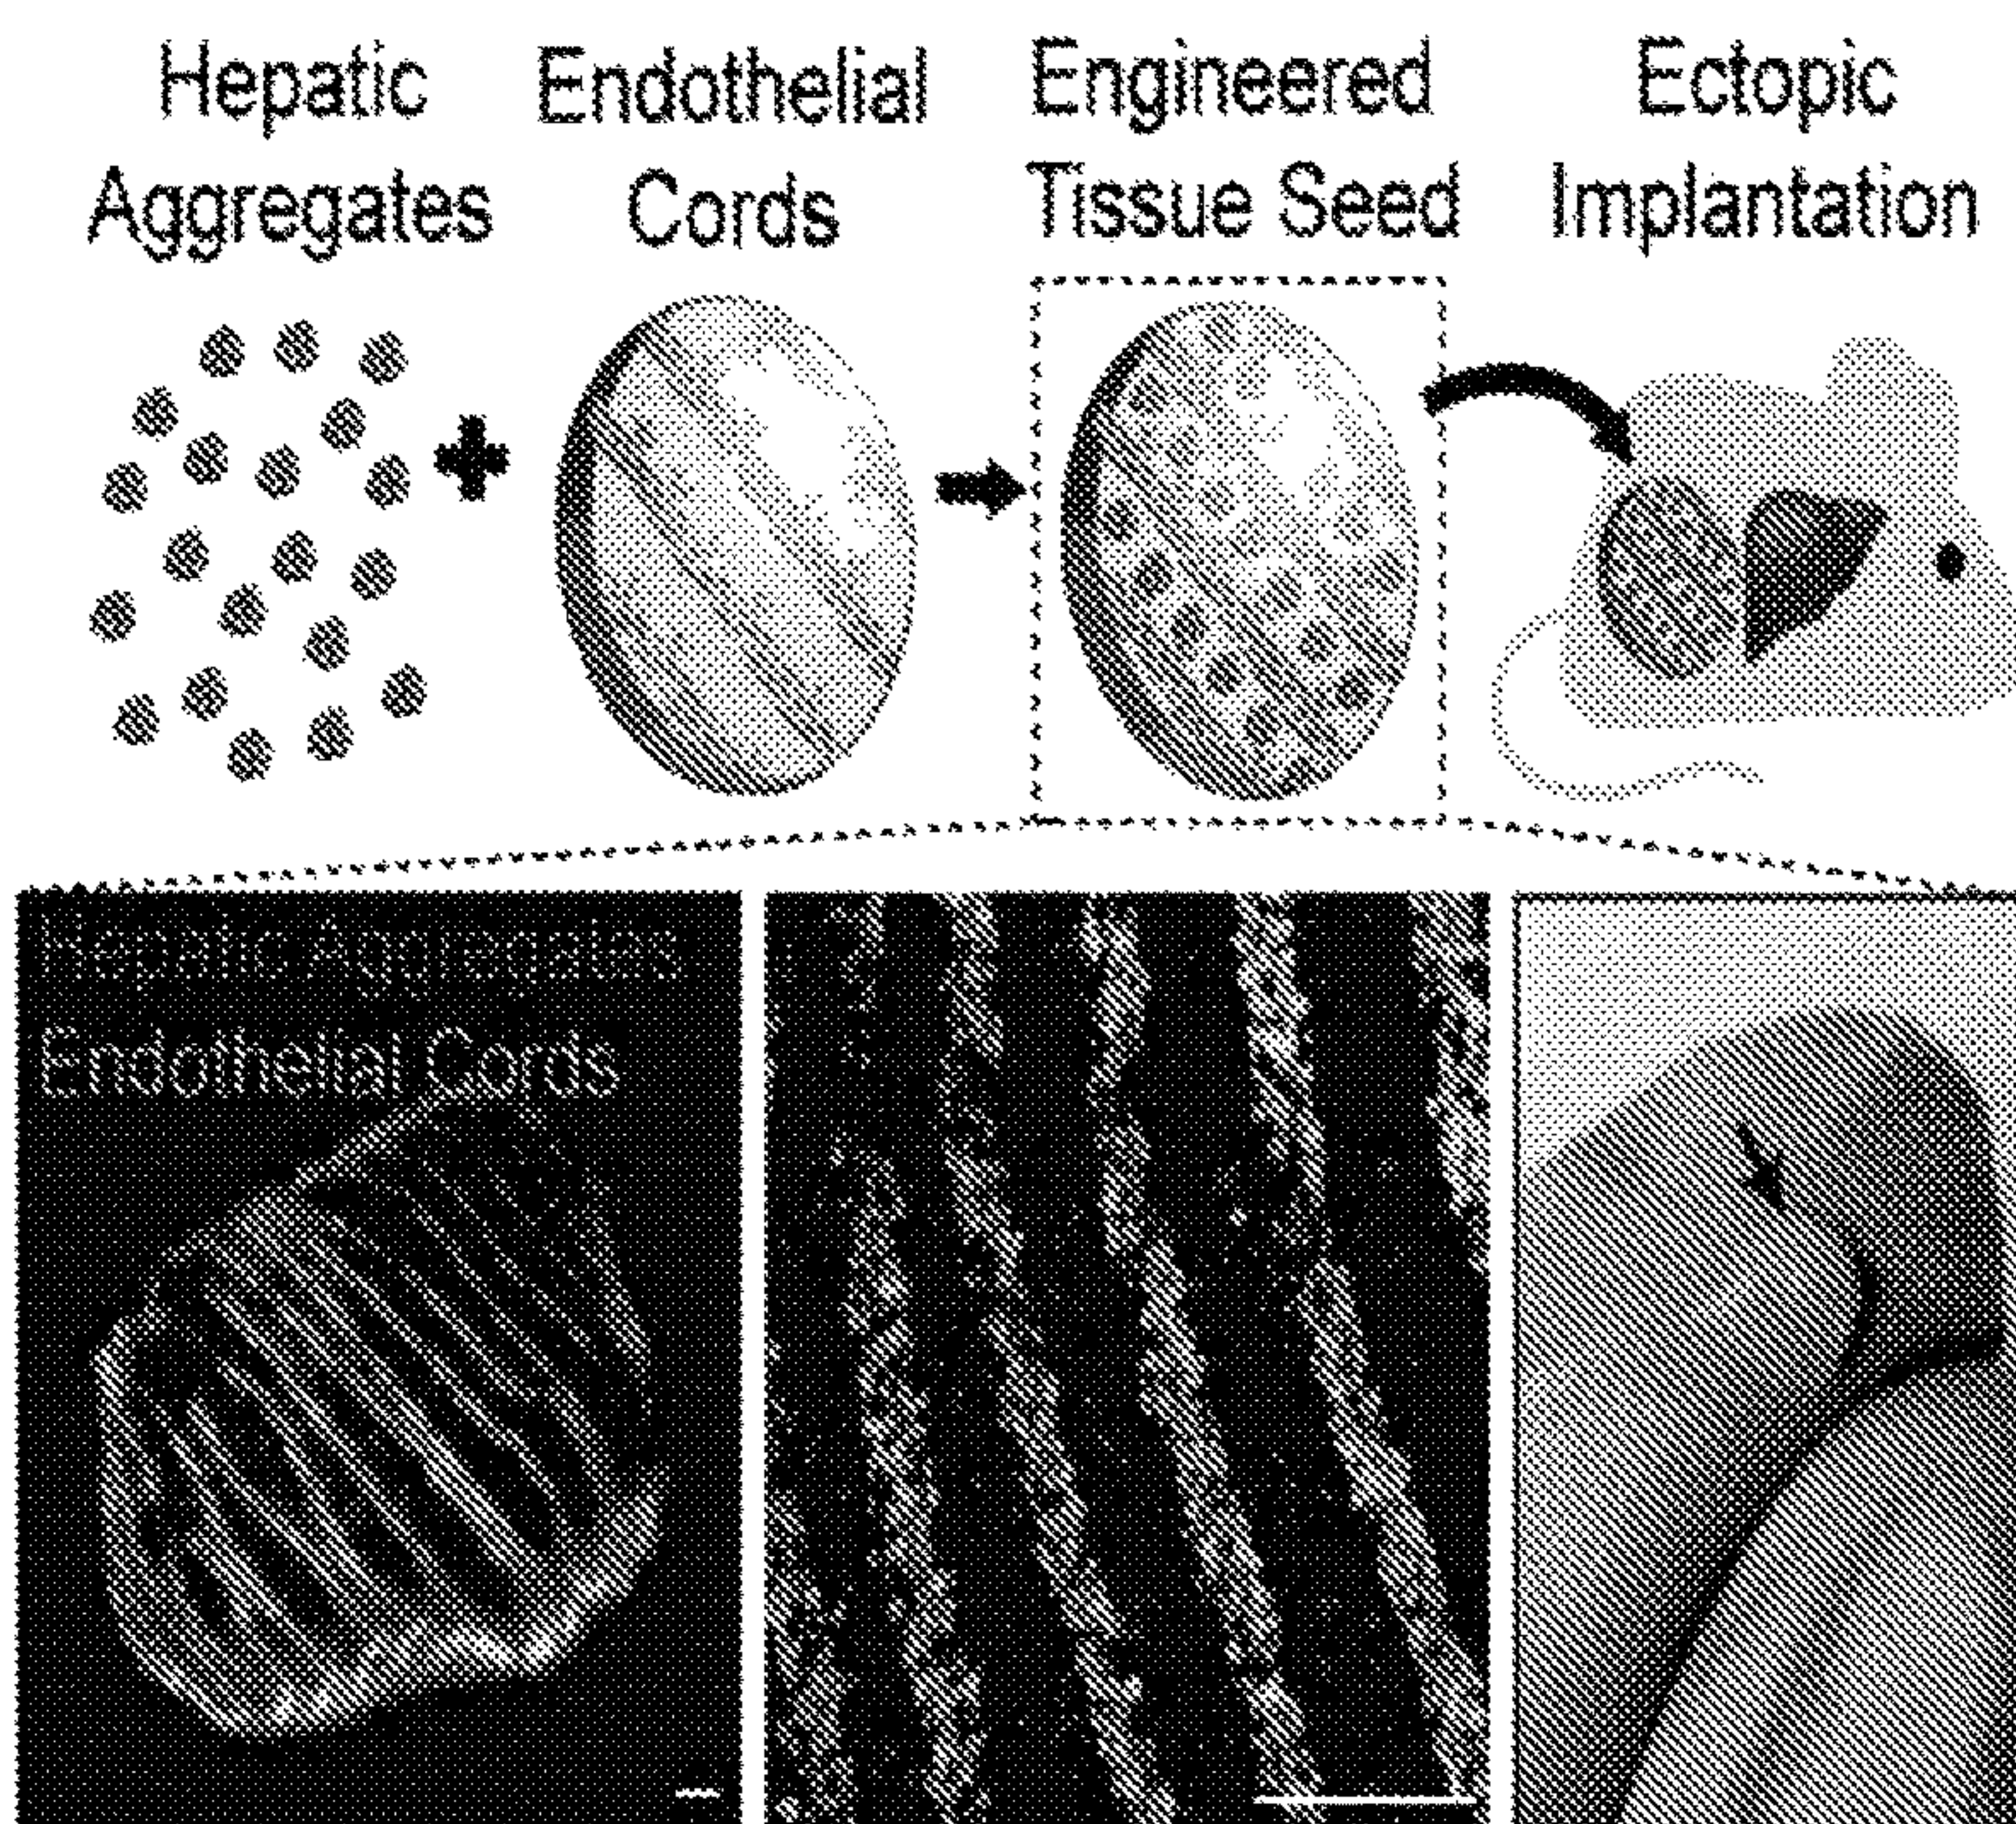 Hepatic
Aggregates
Endothelial
Cords
Engineered
Tissue Seed
Ectopic
Implantation
Hepatic Aggregates
Endothelial Cords